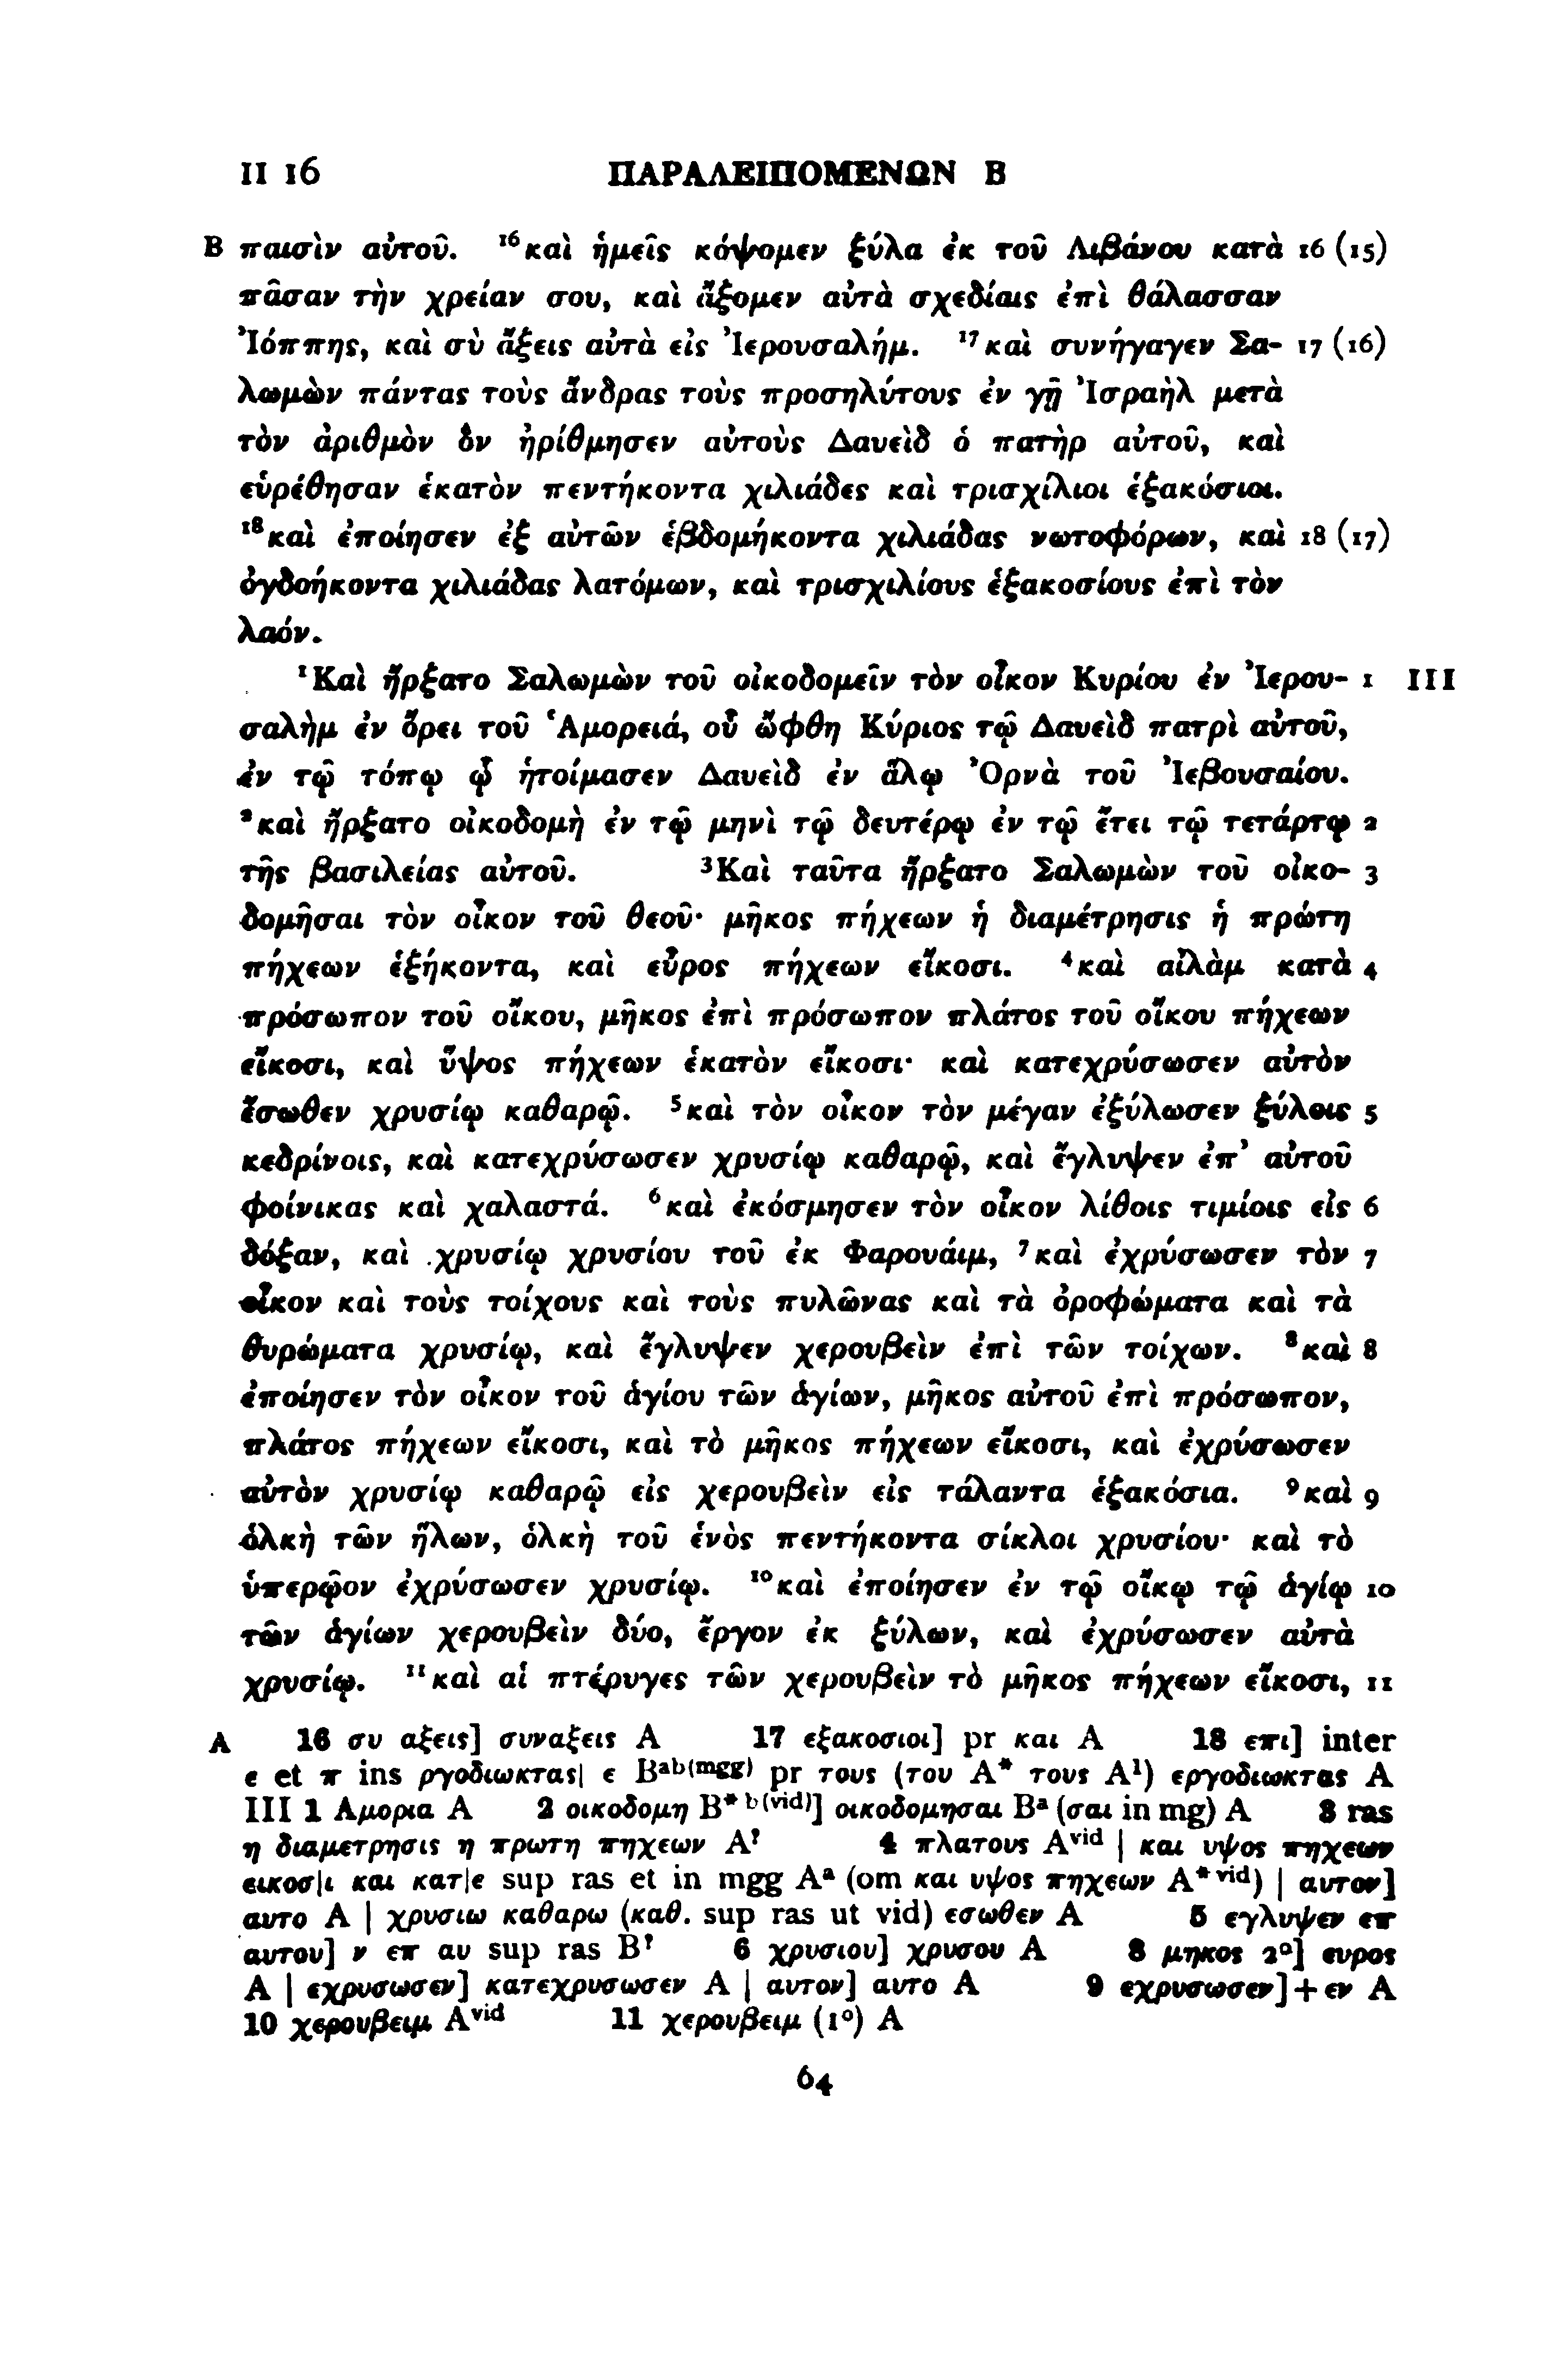 II 16 ΠΑΡΑΛΕΙΠΟΜΕΝΩΝ Β
B παισὶν αὐτοῦ. ¹⁶καὶ ἡμεῖς κόψομεν ξύλα ἐκ τοῦ Λιβάνου κατὰ 16 (15)
πᾶσαν τὴν χρείαν σου, καὶ ἄξομεν αὐτὰ σχεδίαις ἐπὶ θάλασσαν
Ἰόππης, καὶ σὺ ἄξεις αὐτὰ εἰς Ἰερουσαλήμ. ¹⁷καὶ συνήγαγεν Σα- 17 (16)
λωμὼν πάντας τοὺς ἄνδρας τοὺς προσηλύτους ἐν γῇ Ἰσραὴλ μετὰ
τὸν ἀριθμὸν ὃν ἠρίθμησεν αὐτοὺς Δαυεὶδ ὁ πατὴρ αὐτοῦ, καὶ
εὑρέθησαν ἑκατὸν πεντήκοντα χιλιάδες καὶ τρισχίλιοι ἑξακόσιοι.
¹⁸καὶ ἐποίησεν ἐξ αὐτῶν ἑβδομήκοντα χιλιάδας νωτοφόρων, καὶ 18 (17)
ὀγδοήκοντα χιλιάδας λατόμων, καὶ τρισχιλίους ἑξακοσίους ἐπὶ τὸν
λαόν.
¹Καὶ ἤρξατο Σαλωμὼν τοῦ οἰκοδομεῖν τὸν οἶκον Κυρίου ἐν Ἰερου- 1 III
σαλὴμ ἐν ὄρει τοῦ Ἁμορειά, οὗ ὤφθη Κύριος τῷ Δαυεὶδ πατρὶ αὐτοῦ,
ἐν τῷ τόπῳ ᾧ ἡτοίμασεν Δαυεὶδ ἐν ἅλῳ Ὀρνὰ τοῦ Ἰεβουσαίου.
²καὶ ἤρξατο οἰκοδομὴ ἐν τῷ μηνὶ τῷ δευτέρῳ ἐν τῷ ἔτει τῷ τετάρτῳ 2
τῆς βασιλείας αὐτοῦ. ³Καὶ ταῦτα ἤρξατο Σαλωμὼν τοῦ οἰκο- 3
δομῆσαι τὸν οἶκον τοῦ θεοῦ· μῆκος πήχεων ἡ διαμέτρησις ἡ πρώτη
πήχεων ἑξήκοντα, καὶ εὖρος πήχεων εἴκοσι. ⁴καὶ αἰλὰμ κατὰ 4
πρόσωπον τοῦ οἴκου, μῆκος ἐπὶ πρόσωπον πλάτος τοῦ οἴκου πήχεων
εἴκοσι, καὶ ὕψος πήχεων ἑκατὸν εἴκοσι· καὶ κατεχρύσωσεν αὐτὸν
ἔσωθεν χρυσίῳ καθαρῷ. ⁵καὶ τὸν οἶκον τὸν μέγαν ἐξύλωσεν ξύλοις 5
κεδρίνοις, καὶ κατεχρύσωσεν χρυσίῳ καθαρῷ, καὶ ἔγλυψεν ἐπ’ αὐτοῦ
φοίνικας καὶ χαλαστά. ⁶καὶ ἐκόσμησεν τὸν οἶκον λίθοις τιμίοις εἰς 6
δόξαν, καὶ χρυσίῳ χρυσίου τοῦ ἐκ Φαρουάιμ, ⁷καὶ ἐχρύσωσεν τὸν 7
οἶκον καὶ τοὺς τοίχους καὶ τοὺς πυλῶνας καὶ τὰ ὀροφώματα καὶ τὰ
θυρώματα χρυσίῳ, καὶ ἔγλυψεν χερουβεὶν ἐπὶ τῶν τοίχων. ⁸καὶ 8
ἐποίησεν τὸν οἶκον τοῦ ἁγίου τῶν ἁγίων, μῆκος αὐτοῦ ἐπὶ πρόσωπον,
πλάτος πήχεων εἴκοσι, καὶ τὸ μῆκος πήχεων εἴκοσι, καὶ ἐχρύσωσεν
αὐτὸν χρυσίῳ καθαρῷ εἰς χερουβεὶν εἰς τάλαντα ἑξακόσια. ⁹καὶ 9
ὁλκὴ τῶν ἥλων, ὁλκὴ τοῦ ἑνὸς πεντήκοντα σίκλοι χρυσίου· καὶ τὸ
ὑπερῷον ἐχρύσωσεν χρυσίῳ. ¹⁰καὶ ἐποίησεν ἐν τῷ οἴκῳ τῷ ἁγίῳ 10
τῶν ἁγίων χερουβεὶν δύο, ἔργον ἐκ ξύλων, καὶ ἐχρύσωσεν αὐτὰ
χρυσίῳ. ¹¹καὶ αἱ πτέρυγες τῶν χερουβεὶν τὸ μῆκος πήχεων εἴκοσι, 11
A 16 συ αξεις] συναξεις A 17 εξακοσιοι] pr και A 18 επι] inter
ε et π ins ργοδιωκτας| ε Bᵃᵇ⁽ᵐᵍᵍ⁾ pr τους (του A* τους A¹) εργοδιωκτας A
III 1 Αμορια A 2 οικοδομη B* ᵇ⁽ᵛⁱᵈ⁾] οικοδομησαι Bᵃ (σαι in mg) A 3 ras
η διαμετρησις η πρωτη πηχεων A? 4 πλατους Aᵛⁱᵈ | και υψος πηχεων
εικοσ|ι και κατ|ε sup ras et in mgg Aᵃ (om και υψος πηχεων A*ᵛⁱᵈ) | αυτον]
αυτο A | χρυσιω καθαρω (καθ. sup ras ut vid) εσωθεν A 5 εγλυψεν επ
αυτου] ν επ αυ sup ras B? 6 χρυσιου] χρυσου A 8 μηκος 2°] ευρος
A | εχρυσωσεν] κατεχρυσωσεν A | αυτον] αυτο A 9 εχρυσωσεν]+εν A
10 χερουβειμ Aᵛⁱᵈ 11 χερουβειμ (1°) A
64